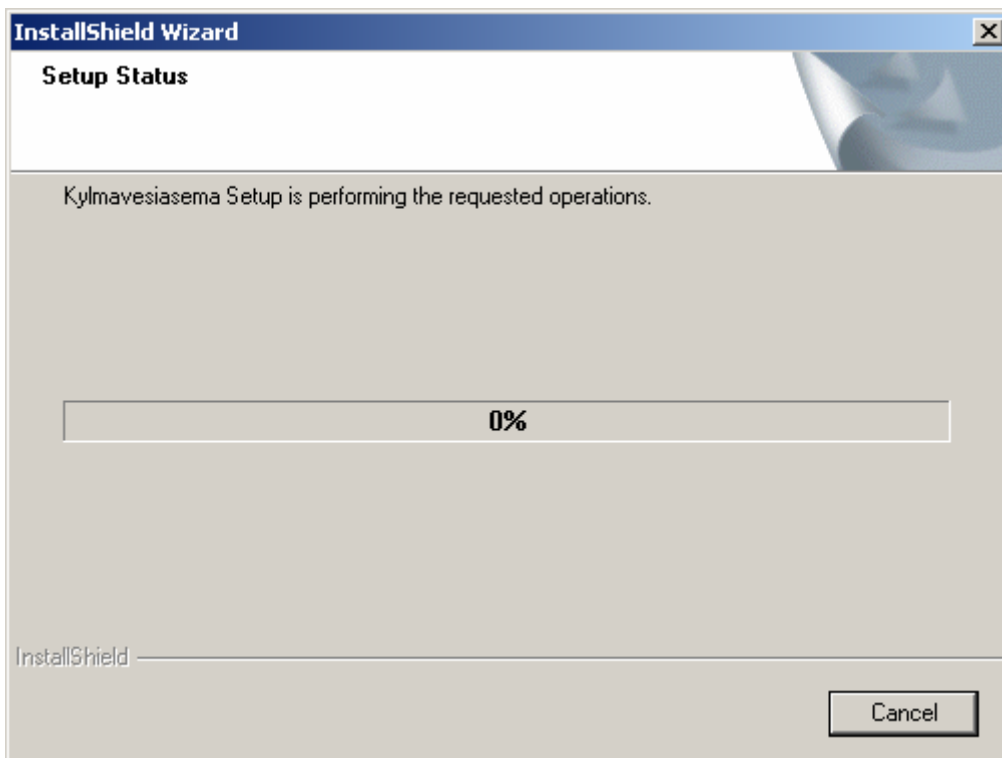 InstallShield Wizard
Setup Status
Kylmavesiasema Setup is performing the requested operations.
0%
InstallShield
Cancel